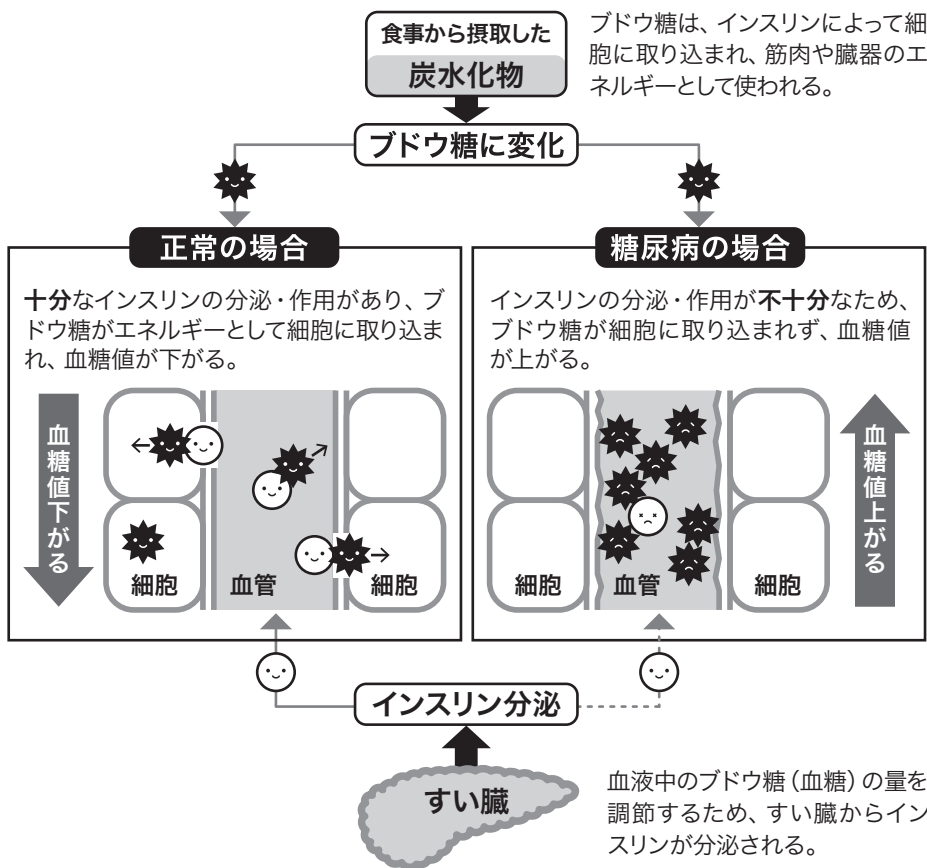 食事から摂取した
炭水化物
ブドウ糖は、インスリンによって細
胞に取り込まれ、筋肉や臓器のエ
ネルギーとして使われる。
ブドウ糖に変化
正常の場合
十分なインスリンの分泌・作用があり、ブ
ドウ糖がエネルギーとして細胞に取り込ま
れ、血糖値が下がる。
血糖値下がる
細胞
血管
細胞
糖尿病の場合
インスリンの分泌・作用が不十分なため、
ブドウ糖が細胞に取り込まれず、血糖値
が上がる。
細胞
血管
細胞
血糖値上がる
インスリン分泌
すい臓
血液中のブドウ糖(血糖)の量を
調節するため、すい臓からイン
スリンが分泌される。